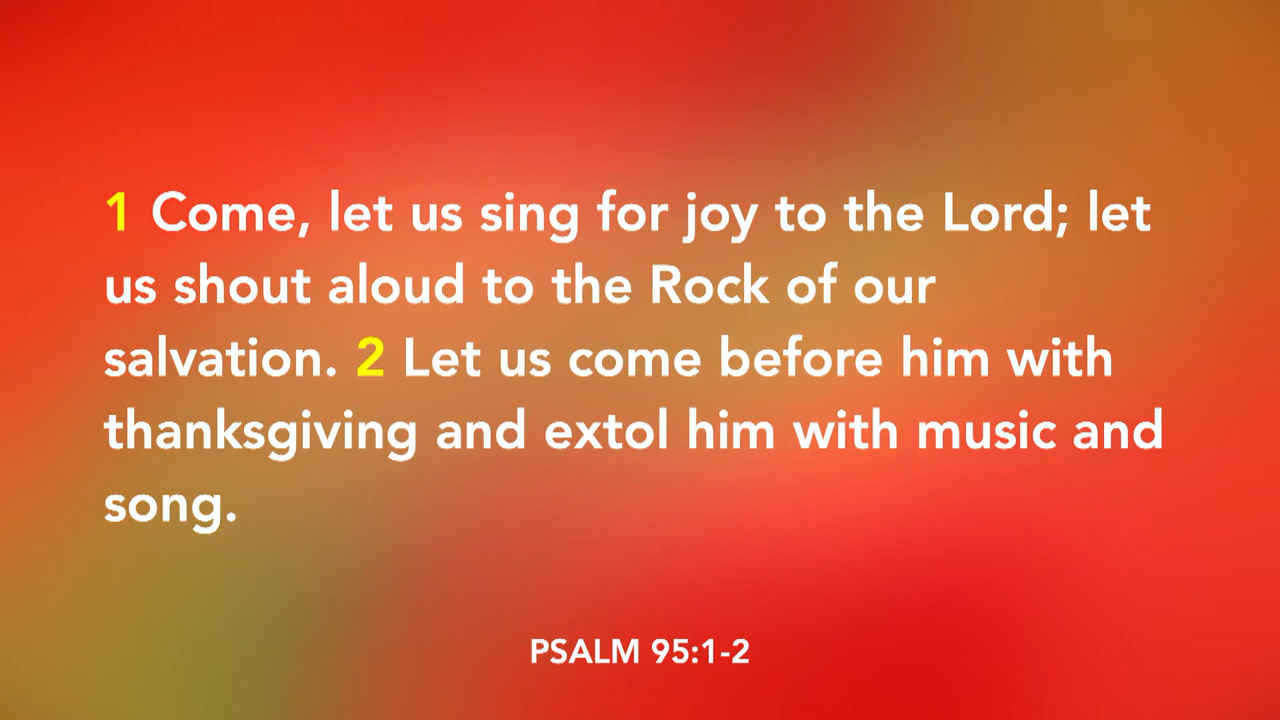 1 Come, let us sing for joy to the Lord; let
us shout aloud to the Rock of our
salvation. 2 Let us come before him with
thanksgiving and extol him with music and
song.
PSALM 95:1-2